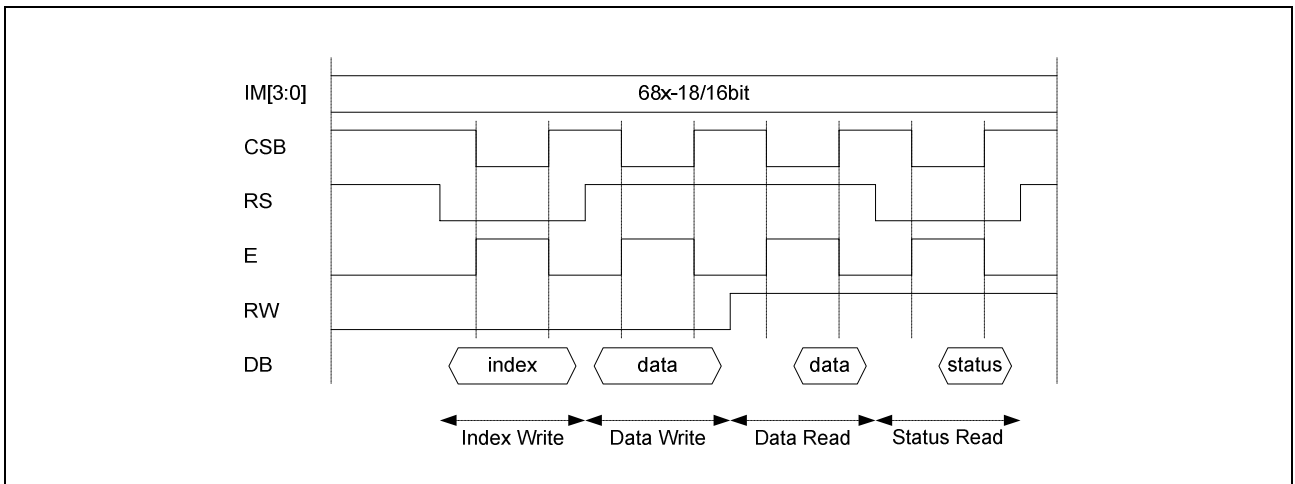 IM[3:0] 68x-18/16bit
CSB
RS
E
RW
DB index data data status
Index Write Data Write Data Read Status Read